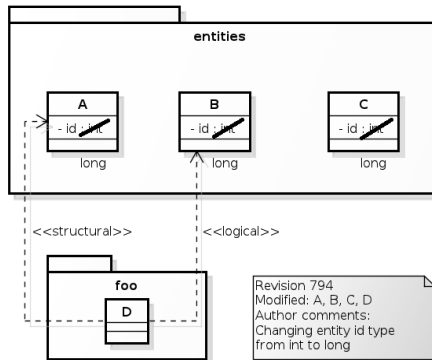 entities
A
B
C
- id : int
- id : int
- id : int
long
long
long
<<structural>>
<<logical>>
foo
D
Revision 794
Modified: A, B, C, D
Author comments:
Changing entity id type
from int to long